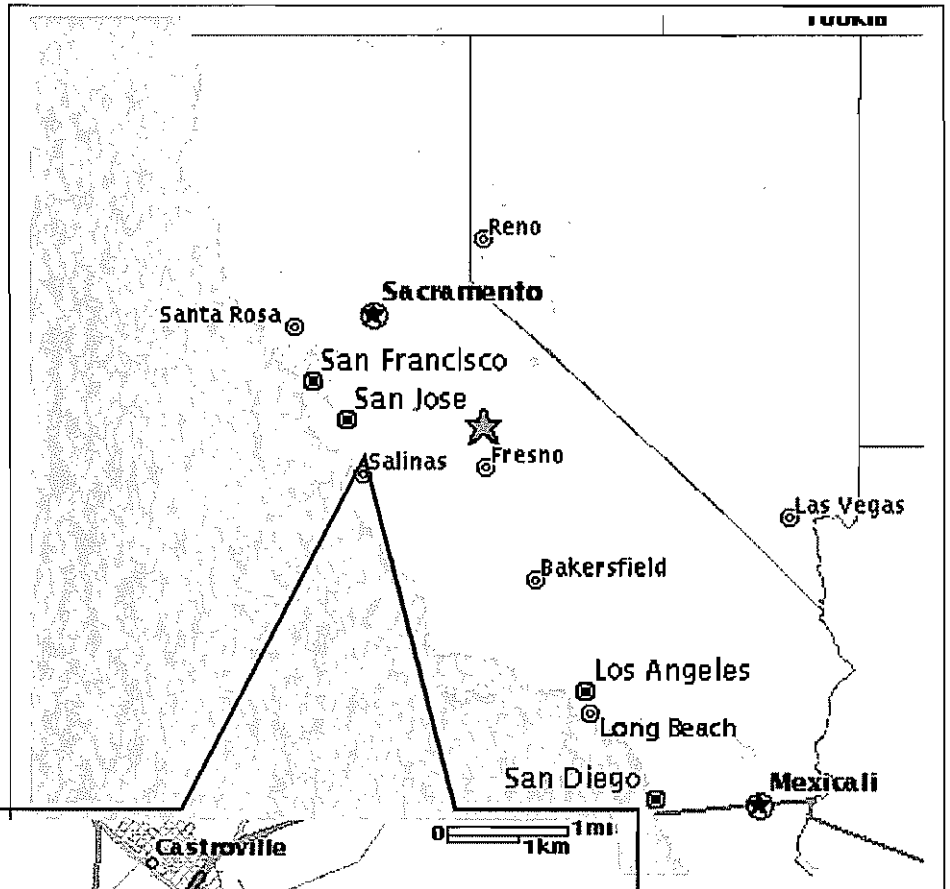 Reno
Sacramento
Santa Rosa
San Francisco
San Jose
Salinas
Fresno
Las Vegas
Bakersfield
Los Angeles
Long Beach
San Diego
Mexicali
0 1mi
1km
Castroville